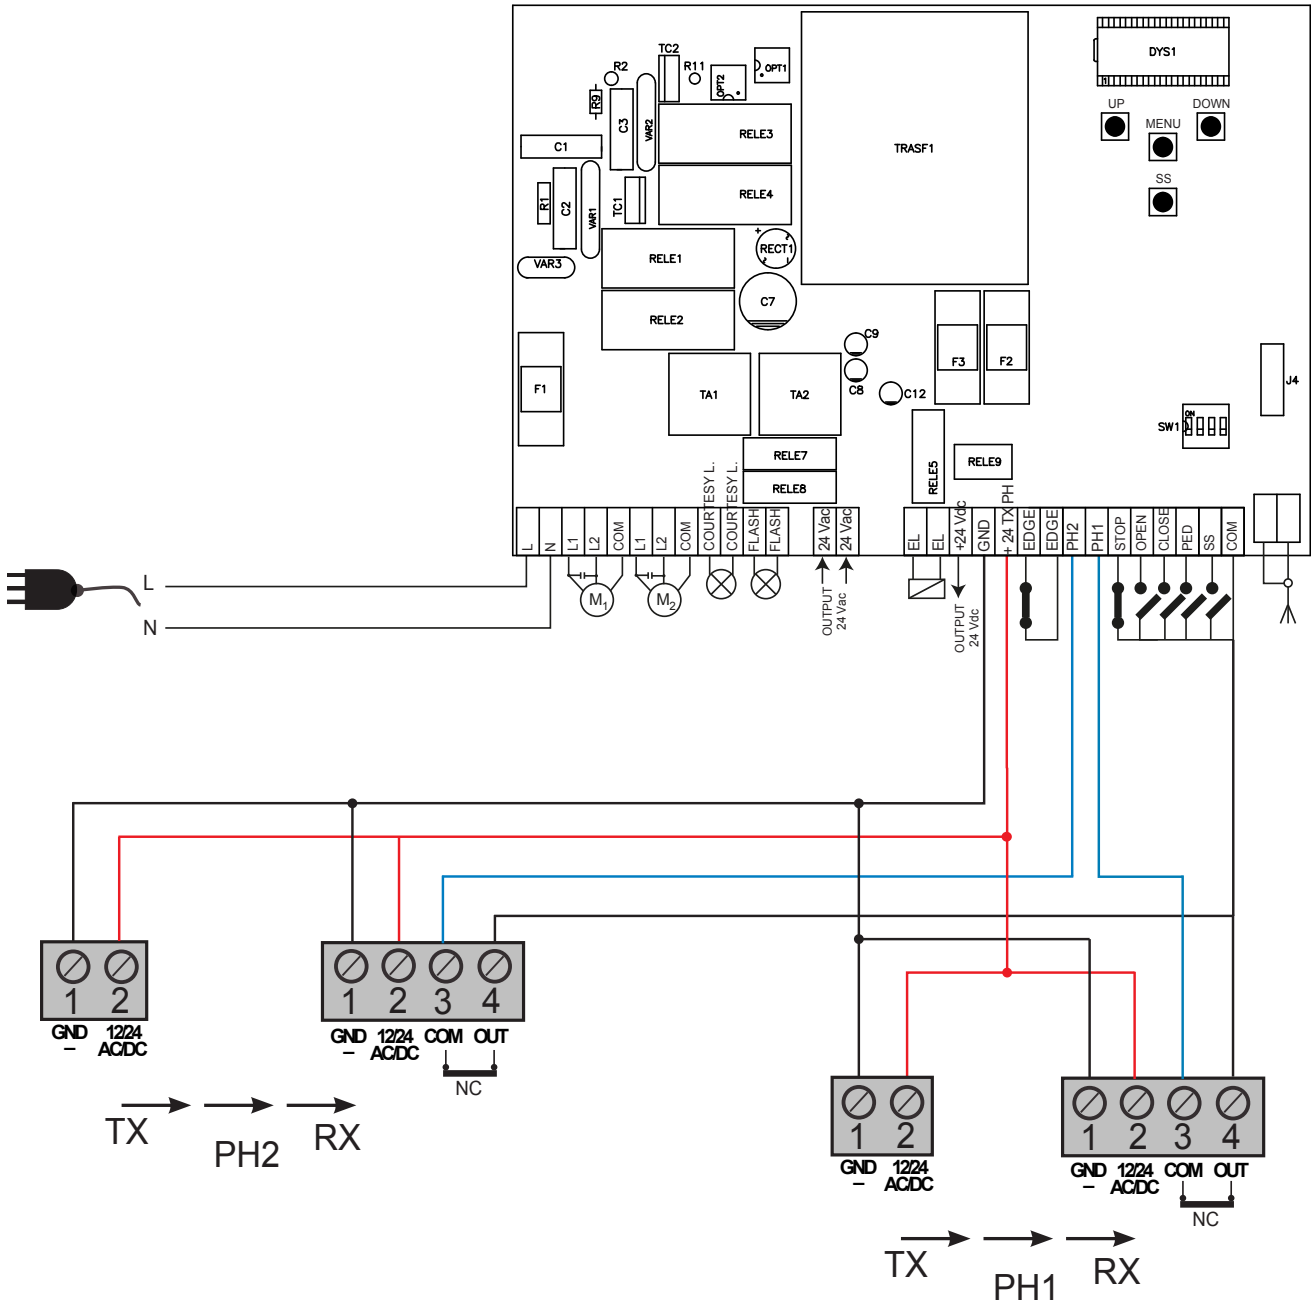 DYS1
1
UP
DOWN
MENU
SS
TRASF1
TC2
R2
R11
OPT1
OPT2
R9
C3
VAR2
RELE3
C1
RELE4
R1
C2
VAR1
TC1
RECT1
+
VAR3
RELE1
C7
RELE2
C9
C8
C12
F1
TA1
TA2
F3
F2
J4
SW1
ON
RELE7
RELE8
RELE5
RELE9
L
N
L1
L2
COM
L1
L2
COM
COURTESY L.
COURTESY L.
FLASH
FLASH
24 Vac
24 Vac
EL
EL
+24 Vdc
GND
+ 24 TX PH
EDGE
EDGE
PH2
PH1
STOP
OPEN
CLOSE
PED
SS
COM
L
N
M1
M2
OUTPUT
24 Vac
OUTPUT
24 Vdc
1 2
GND 12/24
– AC/DC
1 2 3 4
GND 12/24 COM OUT
– AC/DC
NC
TX PH2 RX
1 2
GND 12/24
– AC/DC
1 2 3 4
GND 12/24 COM OUT
– AC/DC
NC
TX PH1 RX